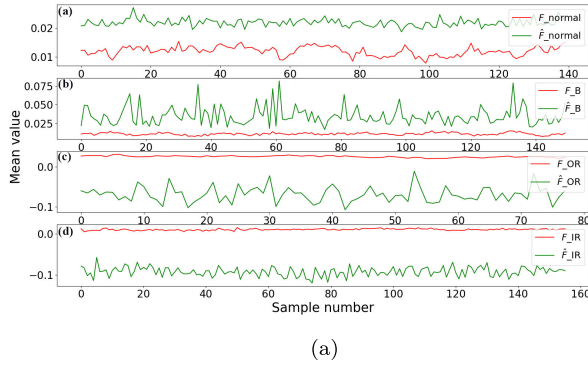 (a)
F_normal
F̂_normal
0.02
0.01
0 20 40 60 80 100 120 140
(b)
F_B
F̂_B
0.075
0.050
0.025
0 20 40 60 80 100 120 140
(c)
F_OR
F̂_OR
0.0
−0.1
0 10 20 30 40 50 60 70 80
(d)
F_IR
F̂_IR
0.0
−0.1
0 20 40 60 80 100 120 140 160
Mean value
Sample number
(a)